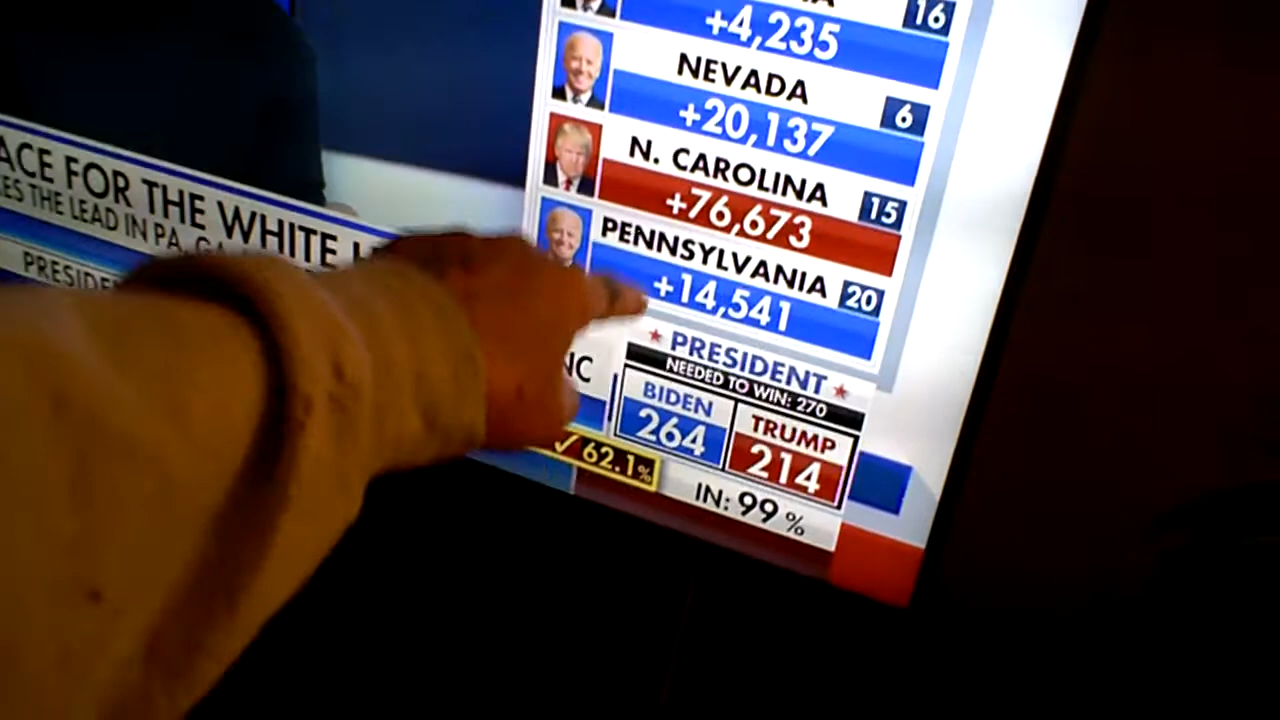 16
+4,235
NEVADA
6
+20,137
N. CAROLINA
15
+76,673
PENNSYLVANIA
20
+14,541
ACE FOR THE WHITE
ES THE LEAD IN PA, GA
PRESIDE
★ PRESIDENT ★
NEEDED TO WIN: 270
BIDEN
264
TRUMP
214
NC
✓ 62.1%
IN: 99%